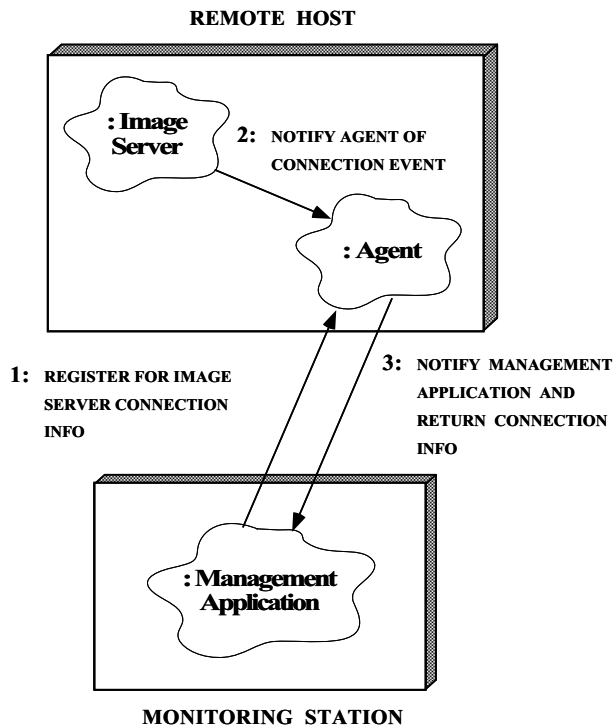 REMOTE HOST
: Image
Server
2: NOTIFY AGENT OF
CONNECTION EVENT
: Agent
1: REGISTER FOR IMAGE
SERVER CONNECTION
INFO
3: NOTIFY MANAGEMENT
APPLICATION AND
RETURN CONNECTION
INFO
: Management
Application
MONITORING STATION